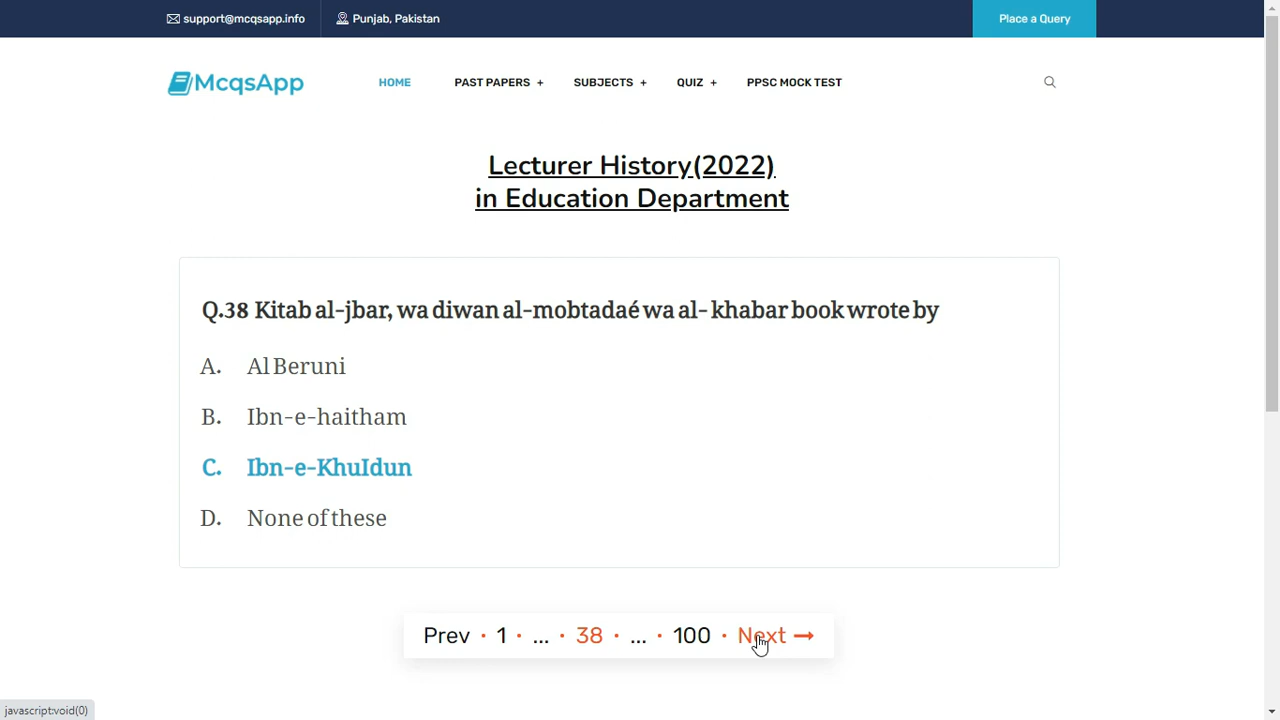 support@mcqsapp.info
Punjab, Pakistan
Place a Query
McqsApp
HOME
PAST PAPERS +
SUBJECTS +
QUIZ +
PPSC MOCK TEST
Lecturer History(2022)
in Education Department
Q.38 Kitab al-jbar, wa diwan al-mobtadaé wa al- khabar book wrote by
A. Al Beruni
B. Ibn-e-haitham
C. Ibn-e-KhuIdun
D. None of these
Prev · 1 · ... · 38 · ... · 100 · Next →
javascript:void(0)